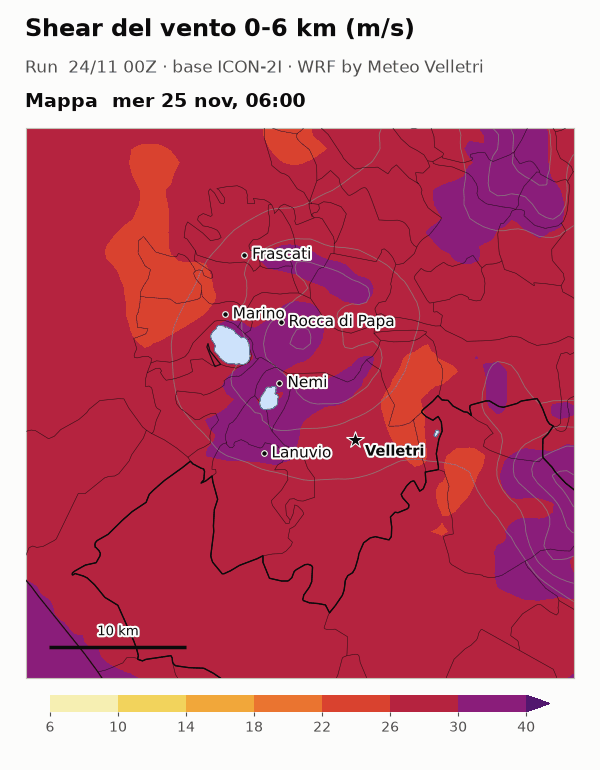 Shear del vento 0-6 km (m/s)
Run  24/11 00Z · base ICON-2I · WRF by Meteo Velletri
Mappa  mer 25 nov, 06:00
Frascati
Marino
Rocca di Papa
Nemi
Velletri
Lanuvio
10 km
6 10 14 18 22 26 30 40